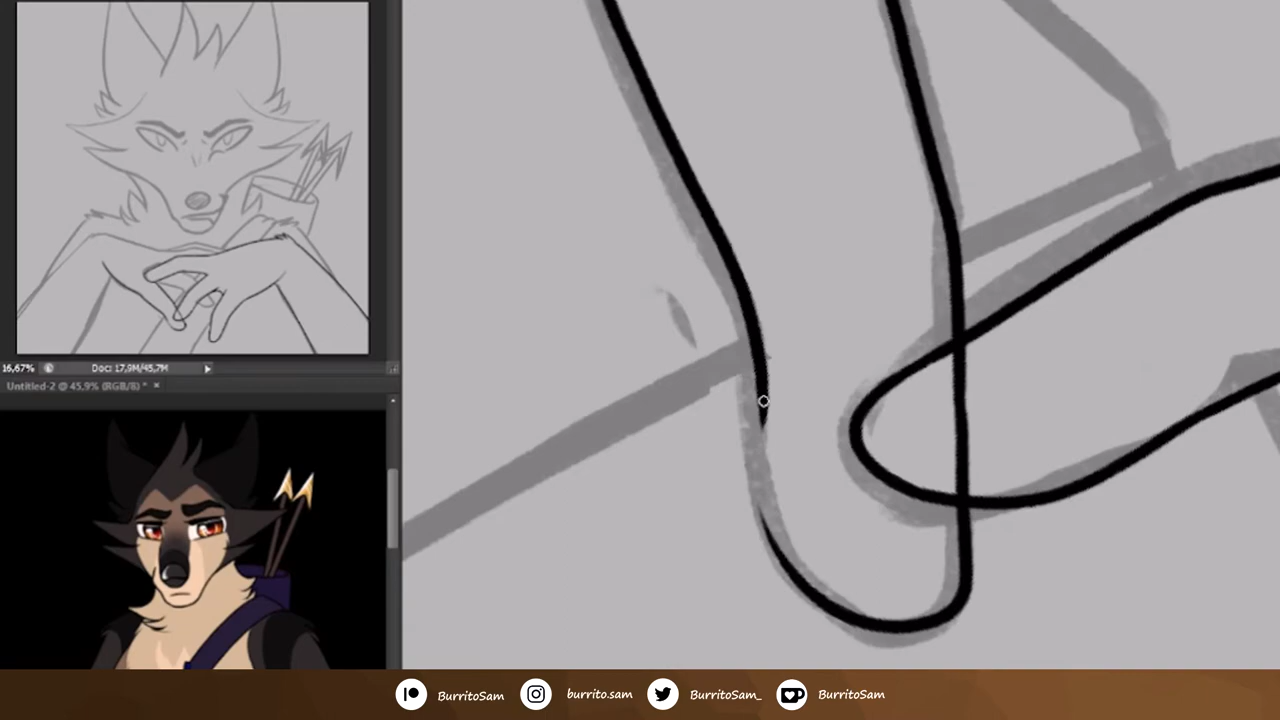 16,67%
Doc: 17,9M/45,7M
Untitled-2 @ 45,9% (RGB/8) * ×
BurritoSam
burrito.sam
BurritoSam_
BurritoSam